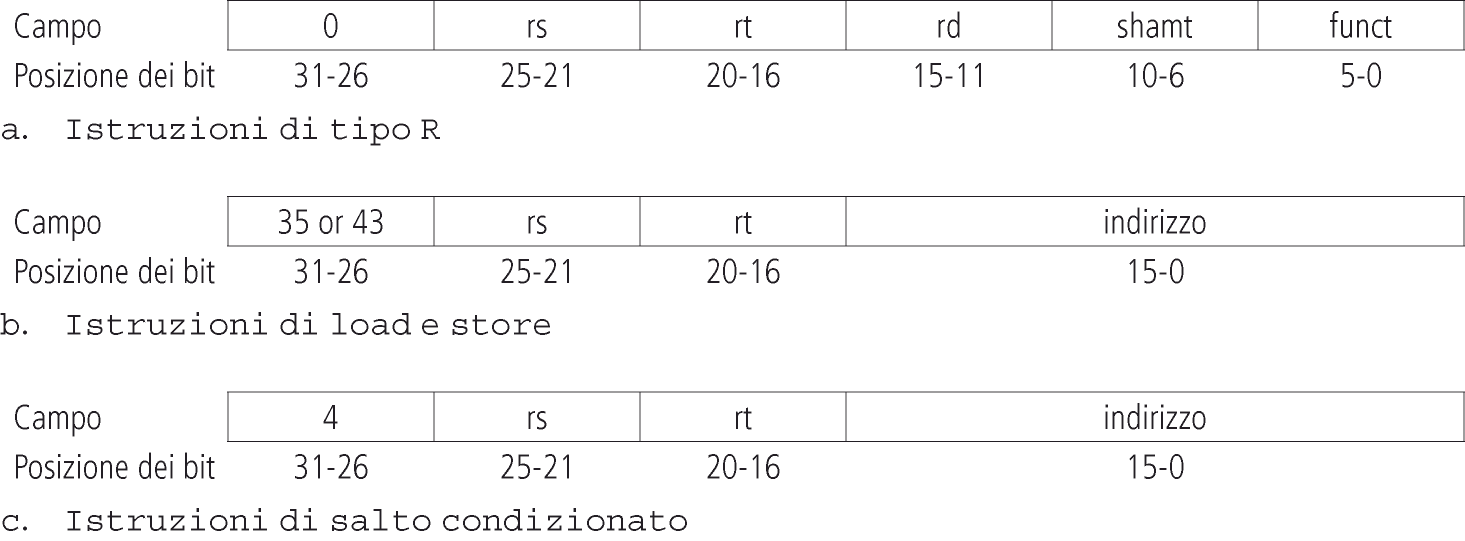 Campo 0 rs rt rd shamt funct
Posizione dei bit 31-26 25-21 20-16 15-11 10-6 5-0
a. Istruzioni di tipo R
Campo 35 or 43 rs rt indirizzo
Posizione dei bit 31-26 25-21 20-16 15-0
b. Istruzioni di load e store
Campo 4 rs rt indirizzo
Posizione dei bit 31-26 25-21 20-16 15-0
c. Istruzioni di salto condizionato